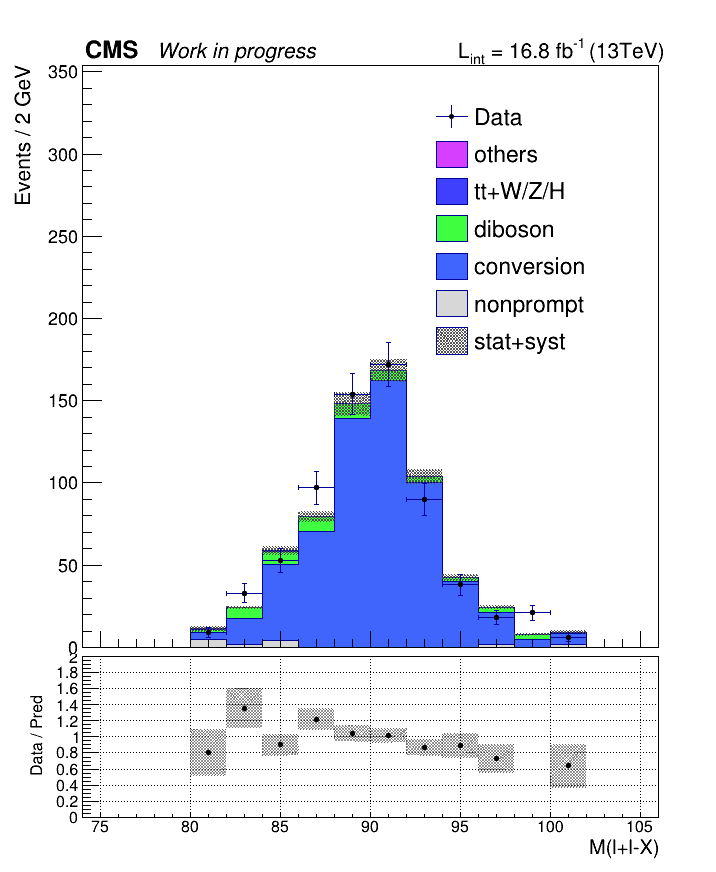 CMS Work in progress L_int = 16.8 fb^-1 (13TeV)
Events / 2 GeV
350
300
250
200
150
100
50
0
Data
others
tt+W/Z/H
diboson
conversion
nonprompt
stat+syst
Data / Pred
2
1.8
1.6
1.4
1.2
1
0.8
0.6
0.4
0.2
0
75 80 85 90 95 100 105
M(l+l-X)